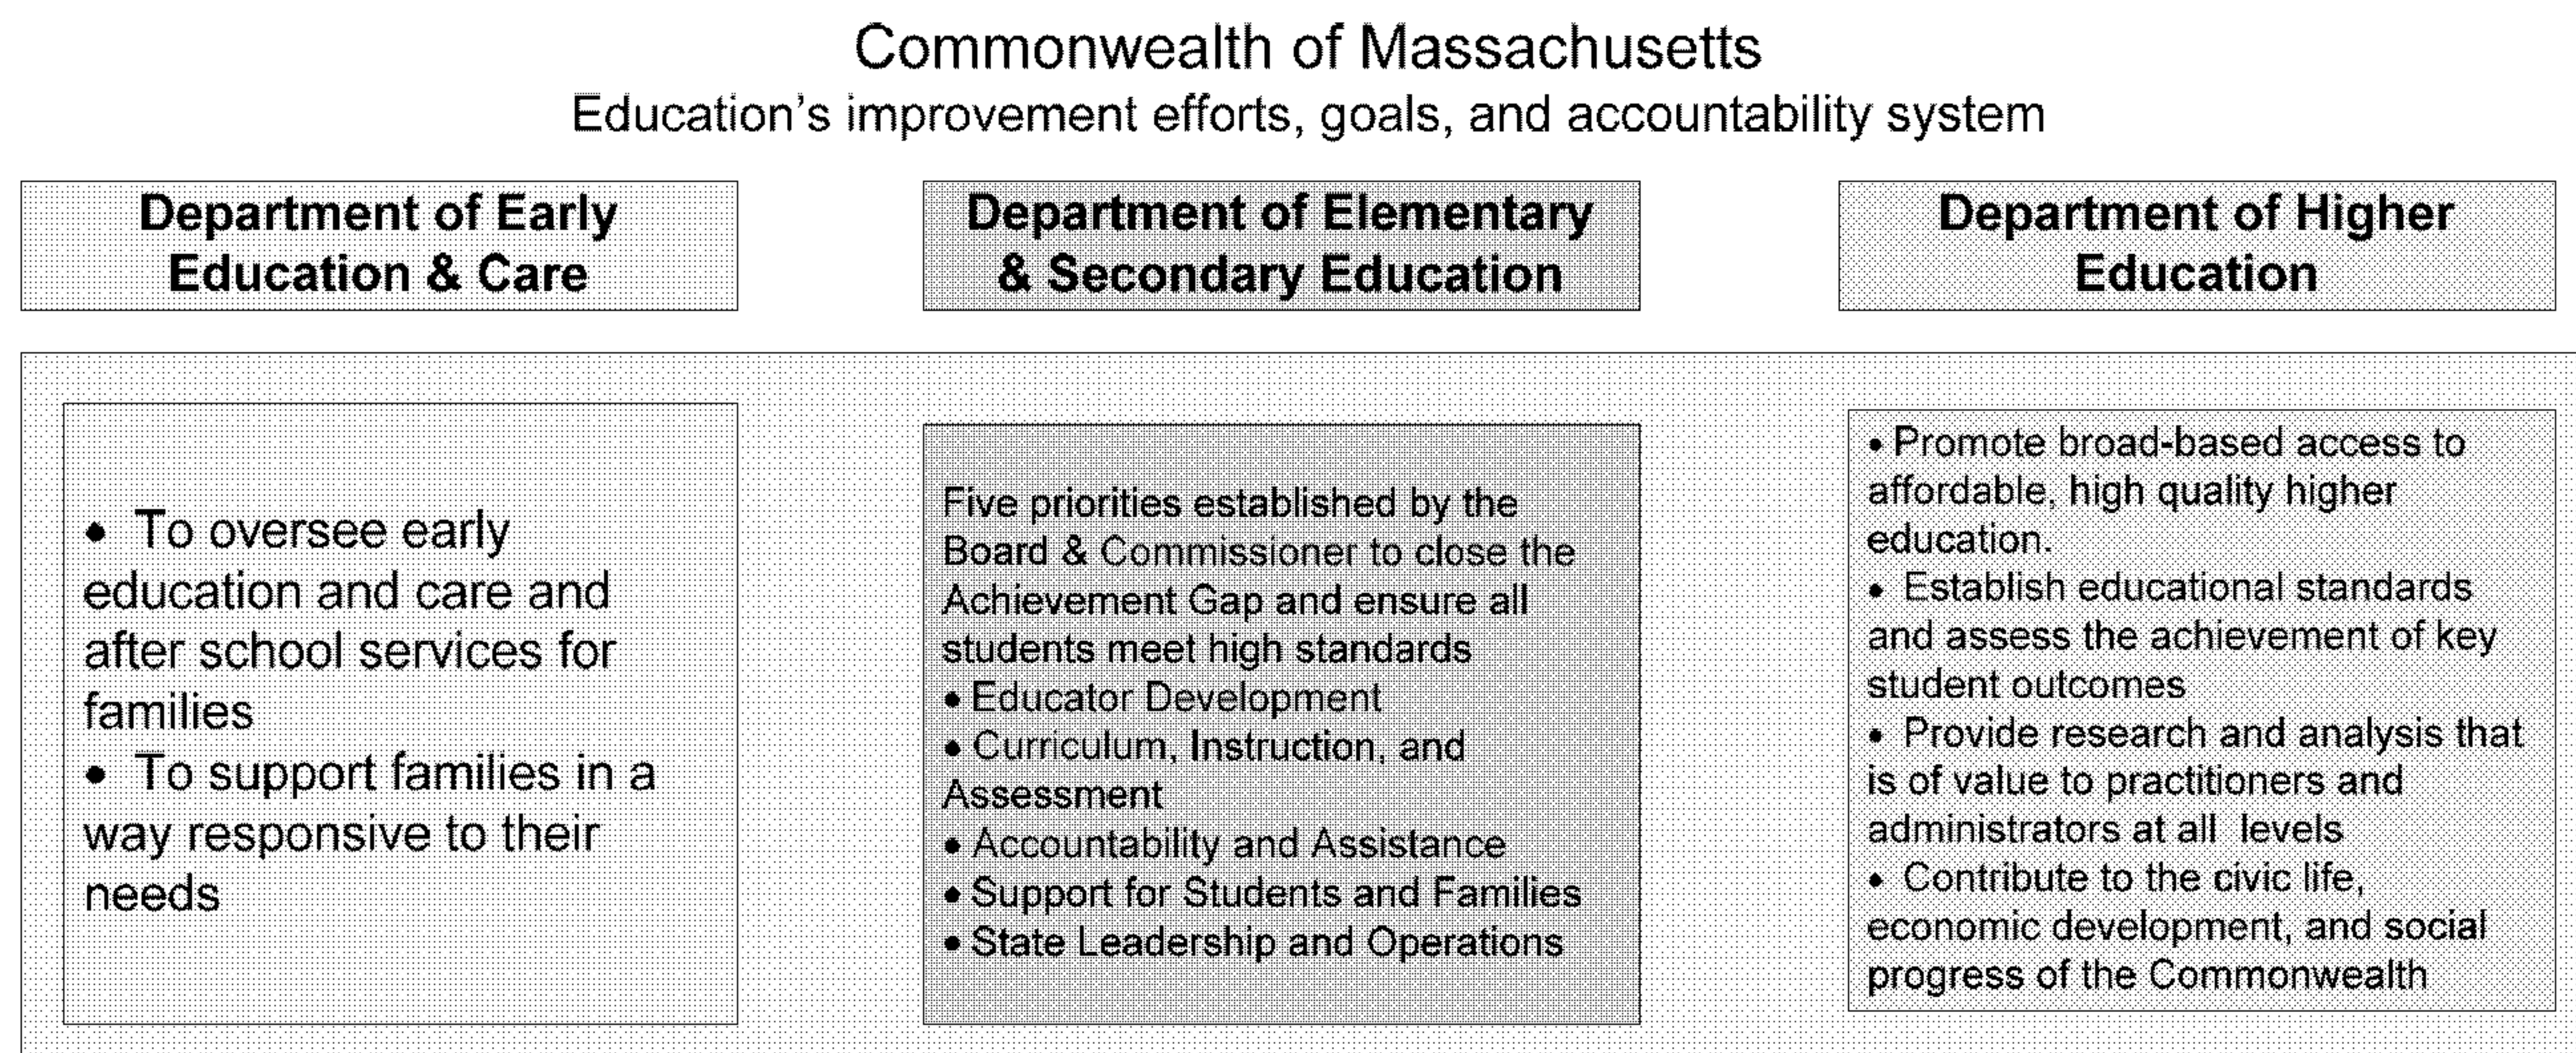 Commonwealth of Massachusetts
Education's improvement efforts, goals, and accountability system
Department of Early
Education & Care
Department of Elementary
& Secondary Education
Department of Higher
Education
• To oversee early
education and care and
after school services for
families
• To support families in a
way responsive to their
needs
Five priorities established by the
Board & Commissioner to close the
Achievement Gap and ensure all
students meet high standards
• Educator Development
• Curriculum, Instruction, and
Assessment
• Accountability and Assistance
• Support for Students and Families
• State Leadership and Operations
• Promote broad-based access to
affordable, high quality higher
education.
• Establish educational standards
and assess the achievement of key
student outcomes
• Provide research and analysis that
is of value to practitioners and
administrators at all levels
• Contribute to the civic life,
economic development, and social
progress of the Commonwealth